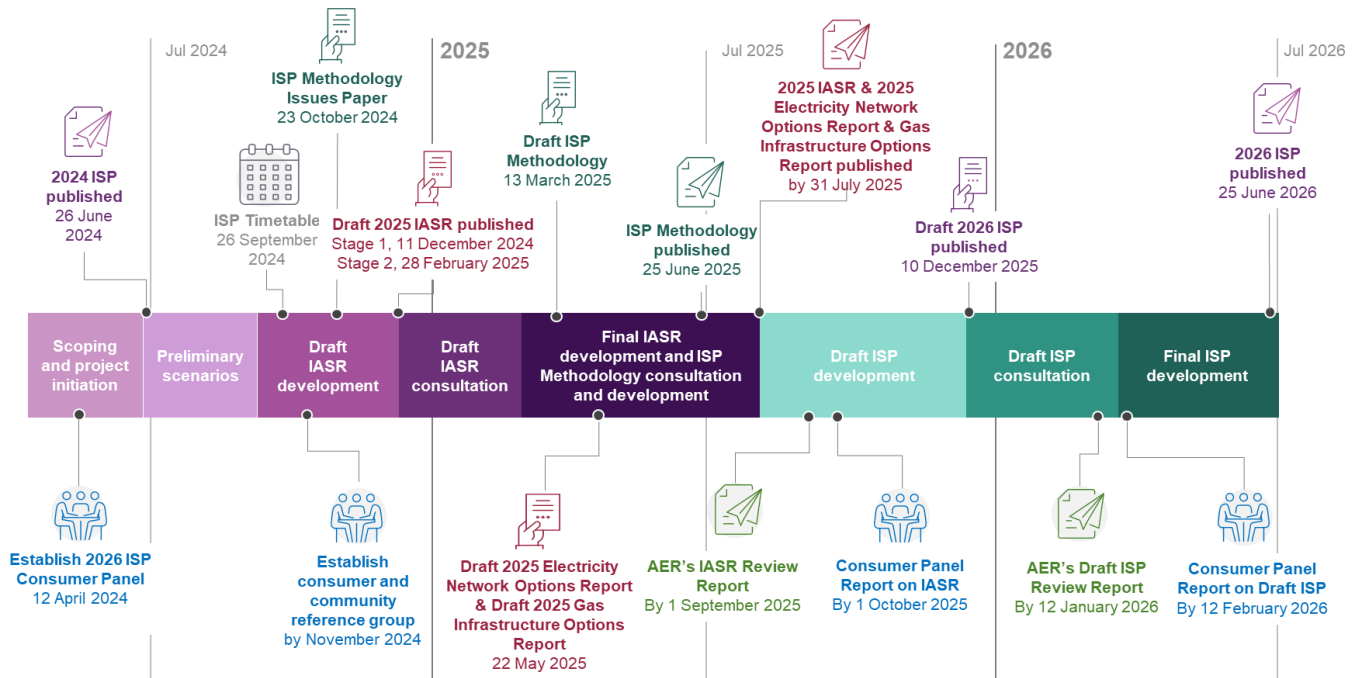 Jul 2024
2025
Jul 2025
2026
Jul 2026
2024 ISP
published
26 June
2024
ISP Timetable
26 September
2024
ISP Methodology
Issues Paper
23 October 2024
Draft 2025 IASR published
Stage 1, 11 December 2024
Stage 2, 28 February 2025
Draft ISP
Methodology
13 March 2025
ISP Methodology
published
25 June 2025
2025 IASR & 2025
Electricity Network
Options Report & Gas
Infrastructure Options
Report published
by 31 July 2025
Draft 2026 ISP
published
10 December 2025
2026 ISP
published
25 June 2026
Scoping
and project
initiation
Preliminary
scenarios
Draft
IASR
development
Draft
IASR
consultation
Final IASR
development and ISP
Methodology consultation
and development
Draft ISP
development
Draft ISP
consultation
Final ISP
development
Establish 2026 ISP
Consumer Panel
12 April 2024
Establish
consumer and
community
reference group
by November 2024
Draft 2025 Electricity
Network Options Report
& Draft 2025 Gas
Infrastructure Options
Report
22 May 2025
AER's IASR Review
Report
By 1 September 2025
Consumer Panel
Report on IASR
By 1 October 2025
AER's Draft ISP
Review Report
By 12 January 2026
Consumer Panel
Report on Draft ISP
By 12 February 2026